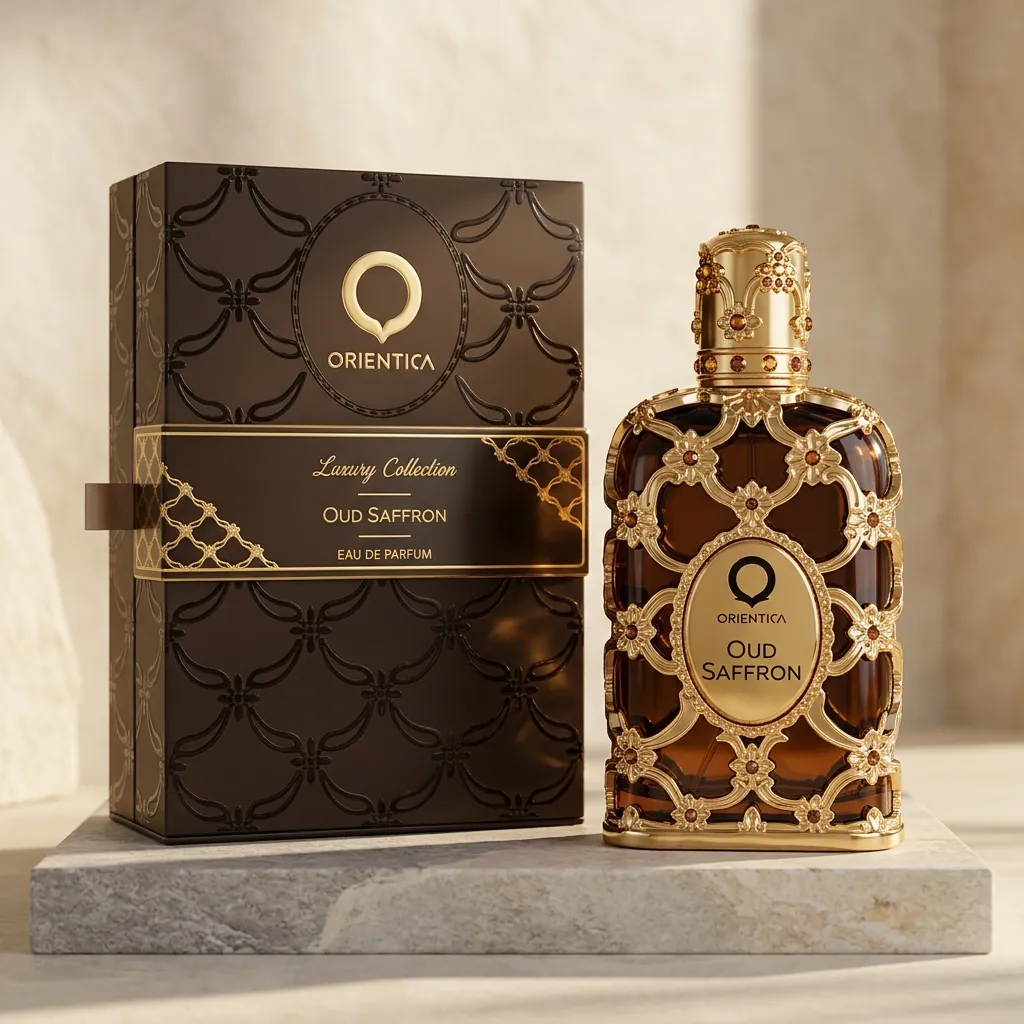 ORIENTICA
Luxury Collection
OUD SAFFRON
EAU DE PARFUM
ORIENTICA
OUD
SAFFRON